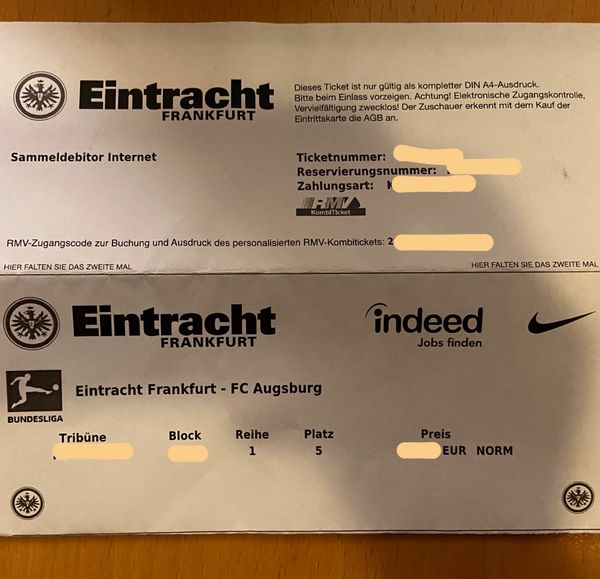 Eintracht
FRANKFURT
Dieses Ticket ist nur gültig als kompletter DIN A4-Ausdruck.
Bitte beim Einlass vorzeigen. Achtung! Elektronische Zugangskontrolle,
Vervielfältigung zwecklos! Der Zuschauer erkennt mit dem Kauf der
Eintrittskarte die AGB an.
Sammeldebitor Internet
Ticketnummer:
Reservierungsnummer:
Zahlungsart: K
RMV
KombiTicket
RMV-Zugangscode zur Buchung und Ausdruck des personalisierten RMV-Kombitickets: 2
HIER FALTEN SIE DAS ZWEITE MAL HIER FALTEN SIE DAS ZWEITE MAL
Eintracht
FRANKFURT
indeed
Jobs finden
BUNDESLIGA
Eintracht Frankfurt - FC Augsburg
Tribüne Block Reihe Platz Preis
1 5 EUR NORM